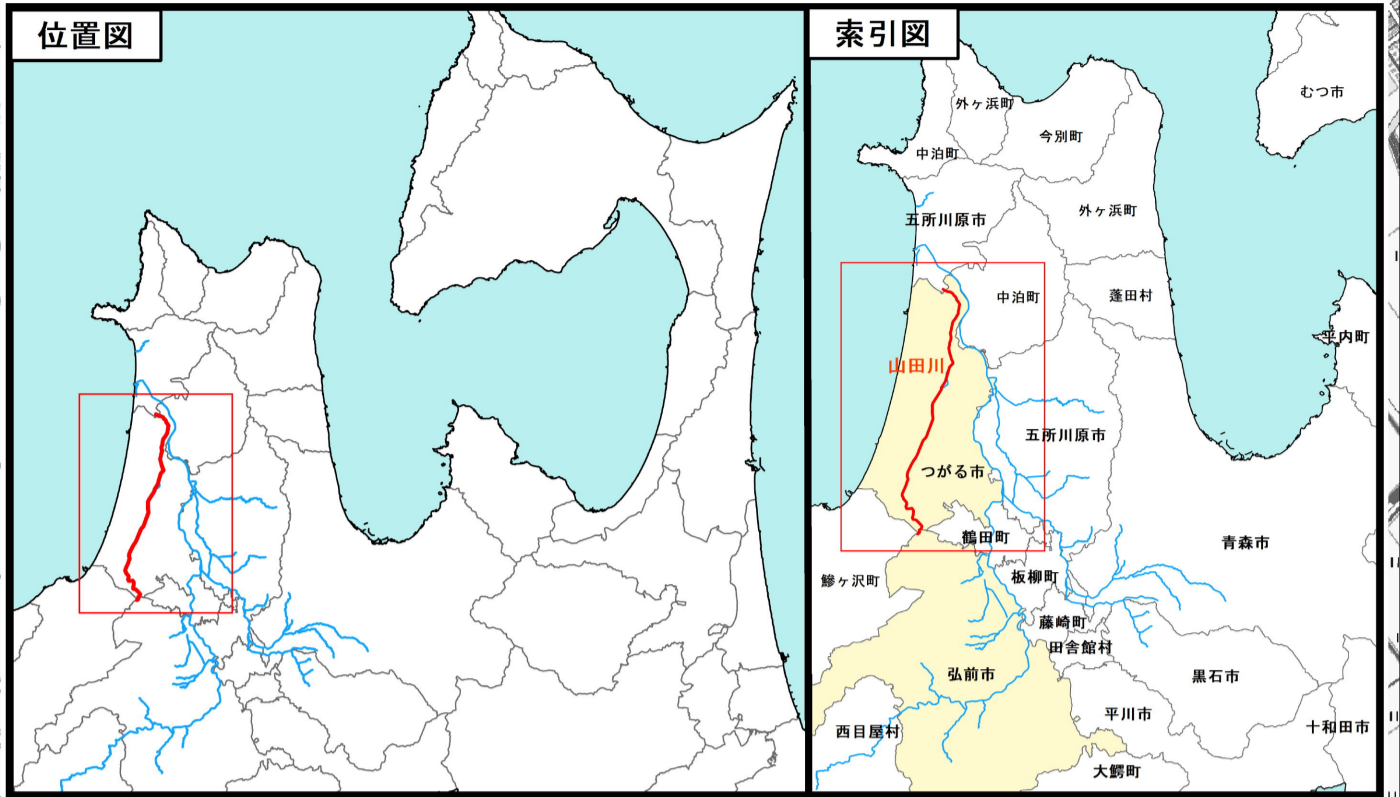 位置図
索引図
むつ市
外ヶ浜町
今別町
中泊町
五所川原市
外ヶ浜町
中泊町
蓬田村
平内町
山田川
五所川原市
つがる市
鶴田町
青森市
板柳町
鰺ヶ沢町
藤崎町
田舎館村
弘前市
黒石市
平川市
西目屋村
十和田市
大鰐町